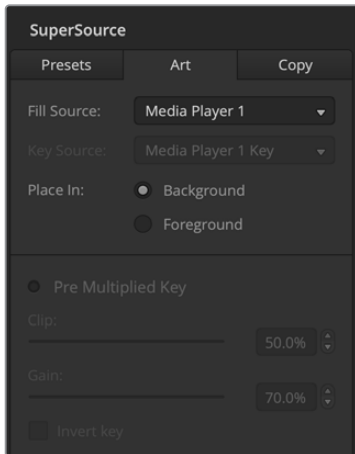 SuperSource
Presets Art Copy
Fill Source: Media Player 1
Key Source: Media Player 1 Key
Place In: Background
Foreground
Pre Multiplied Key
Clip:
50.0%
Gain:
70.0%
Invert key